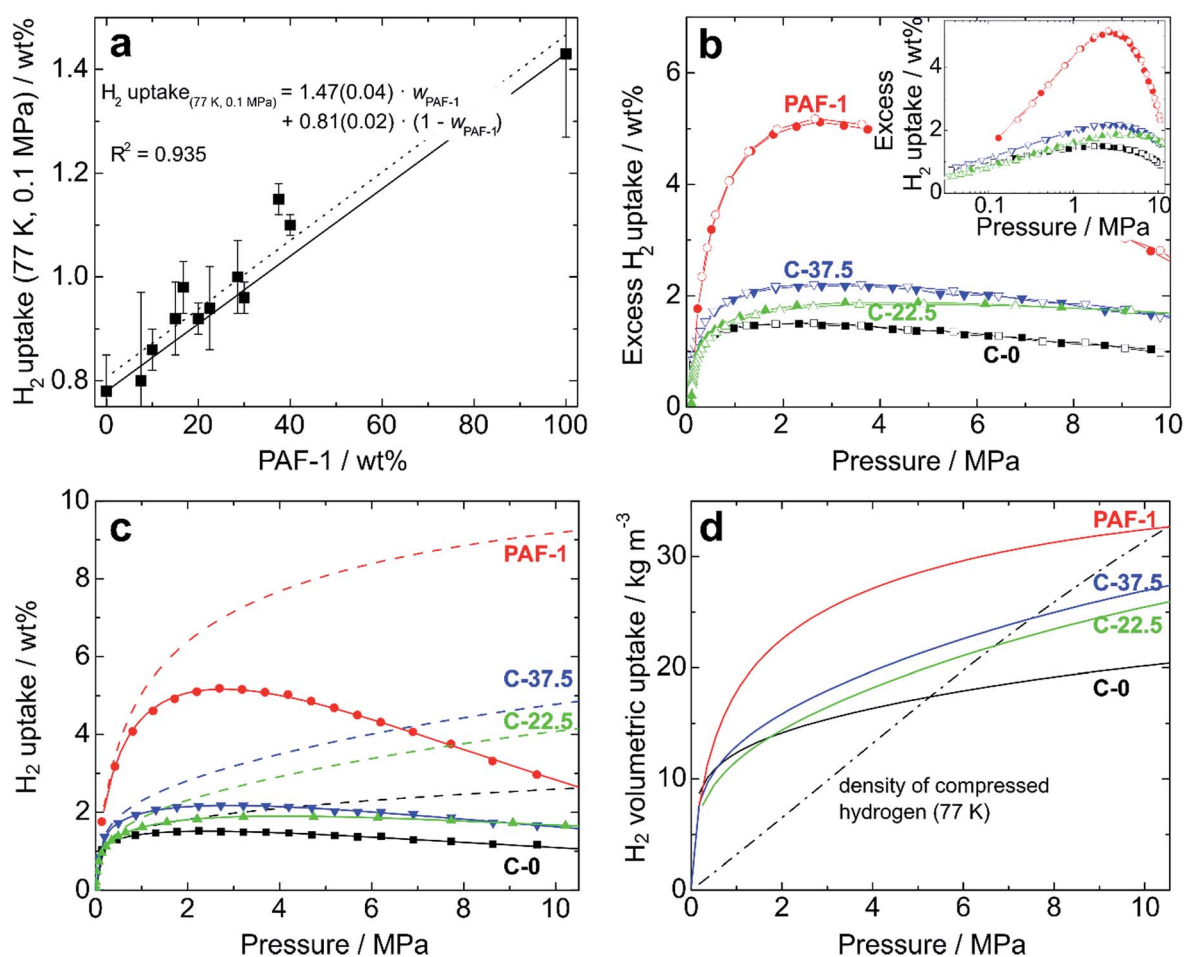 a
H2 uptake (77 K, 0.1 MPa) / wt%
1.4
1.2
1.0
0.8
H2 uptake(77 K, 0.1 MPa) = 1.47(0.04) · wPAF-1
+ 0.81(0.02) · (1 - wPAF-1)
R2 = 0.935
0 20 40 60 80 100
PAF-1 / wt%
b
Excess H2 uptake / wt%
6
5
4
3
2
1
0
PAF-1
C-37.5
C-22.5
C-0
0 2 4 6 8 10
Pressure / MPa
Excess
H2 uptake / wt%
4
2
0
0.1 1 10
Pressure / MPa
c
H2 uptake / wt%
10
8
6
4
2
0
PAF-1
C-37.5
C-22.5
C-0
0 2 4 6 8 10
Pressure / MPa
d
H2 volumetric uptake / kg m-3
30
20
10
0
PAF-1
C-37.5
C-22.5
C-0
density of compressed
hydrogen (77 K)
0 2 4 6 8 10
Pressure / MPa